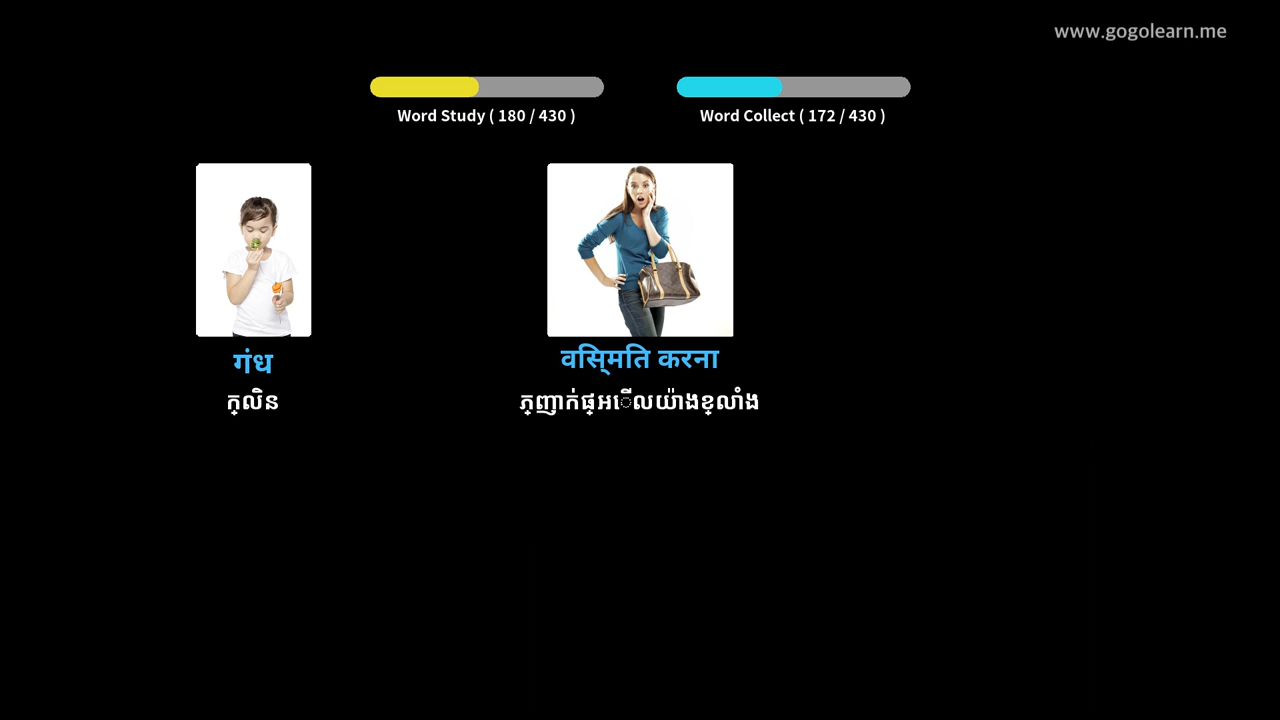 www.gogolearn.me
Word Study ( 180 / 430 )
Word Collect ( 172 / 430 )
गंध
विस्मित करना
ក្លិន
ភ្ញាក់ផ្អើលយ៉ាងខ្លាំង